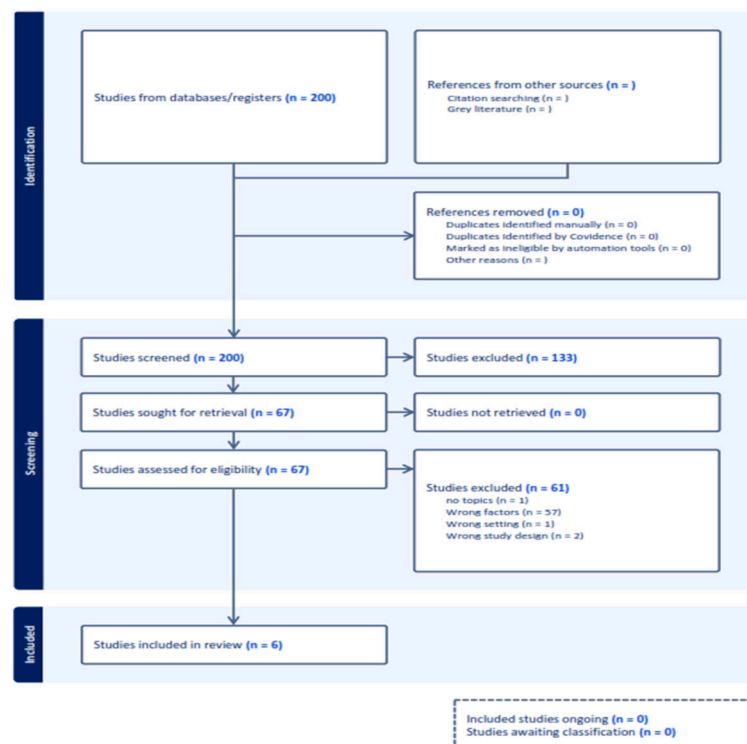 Identification
Studies from databases/registers (n = 200)
References from other sources (n = )
Citation searching (n = )
Grey literature (n = )
References removed (n = 0)
Duplicates identified manually (n = 0)
Duplicates identified by Covidence (n = 0)
Marked as ineligible by automation tools (n = 0)
Other reasons (n = )
Screening
Studies screened (n = 200)
Studies excluded (n = 133)
Studies sought for retrieval (n = 67)
Studies not retrieved (n = 0)
Studies assessed for eligibility (n = 67)
Studies excluded (n = 61)
no topics (n = 1)
Wrong factors (n = 57)
Wrong setting (n = 1)
Wrong study design (n = 2)
Included
Studies included in review (n = 6)
Included studies ongoing (n = 0)
Studies awaiting classification (n = 0)